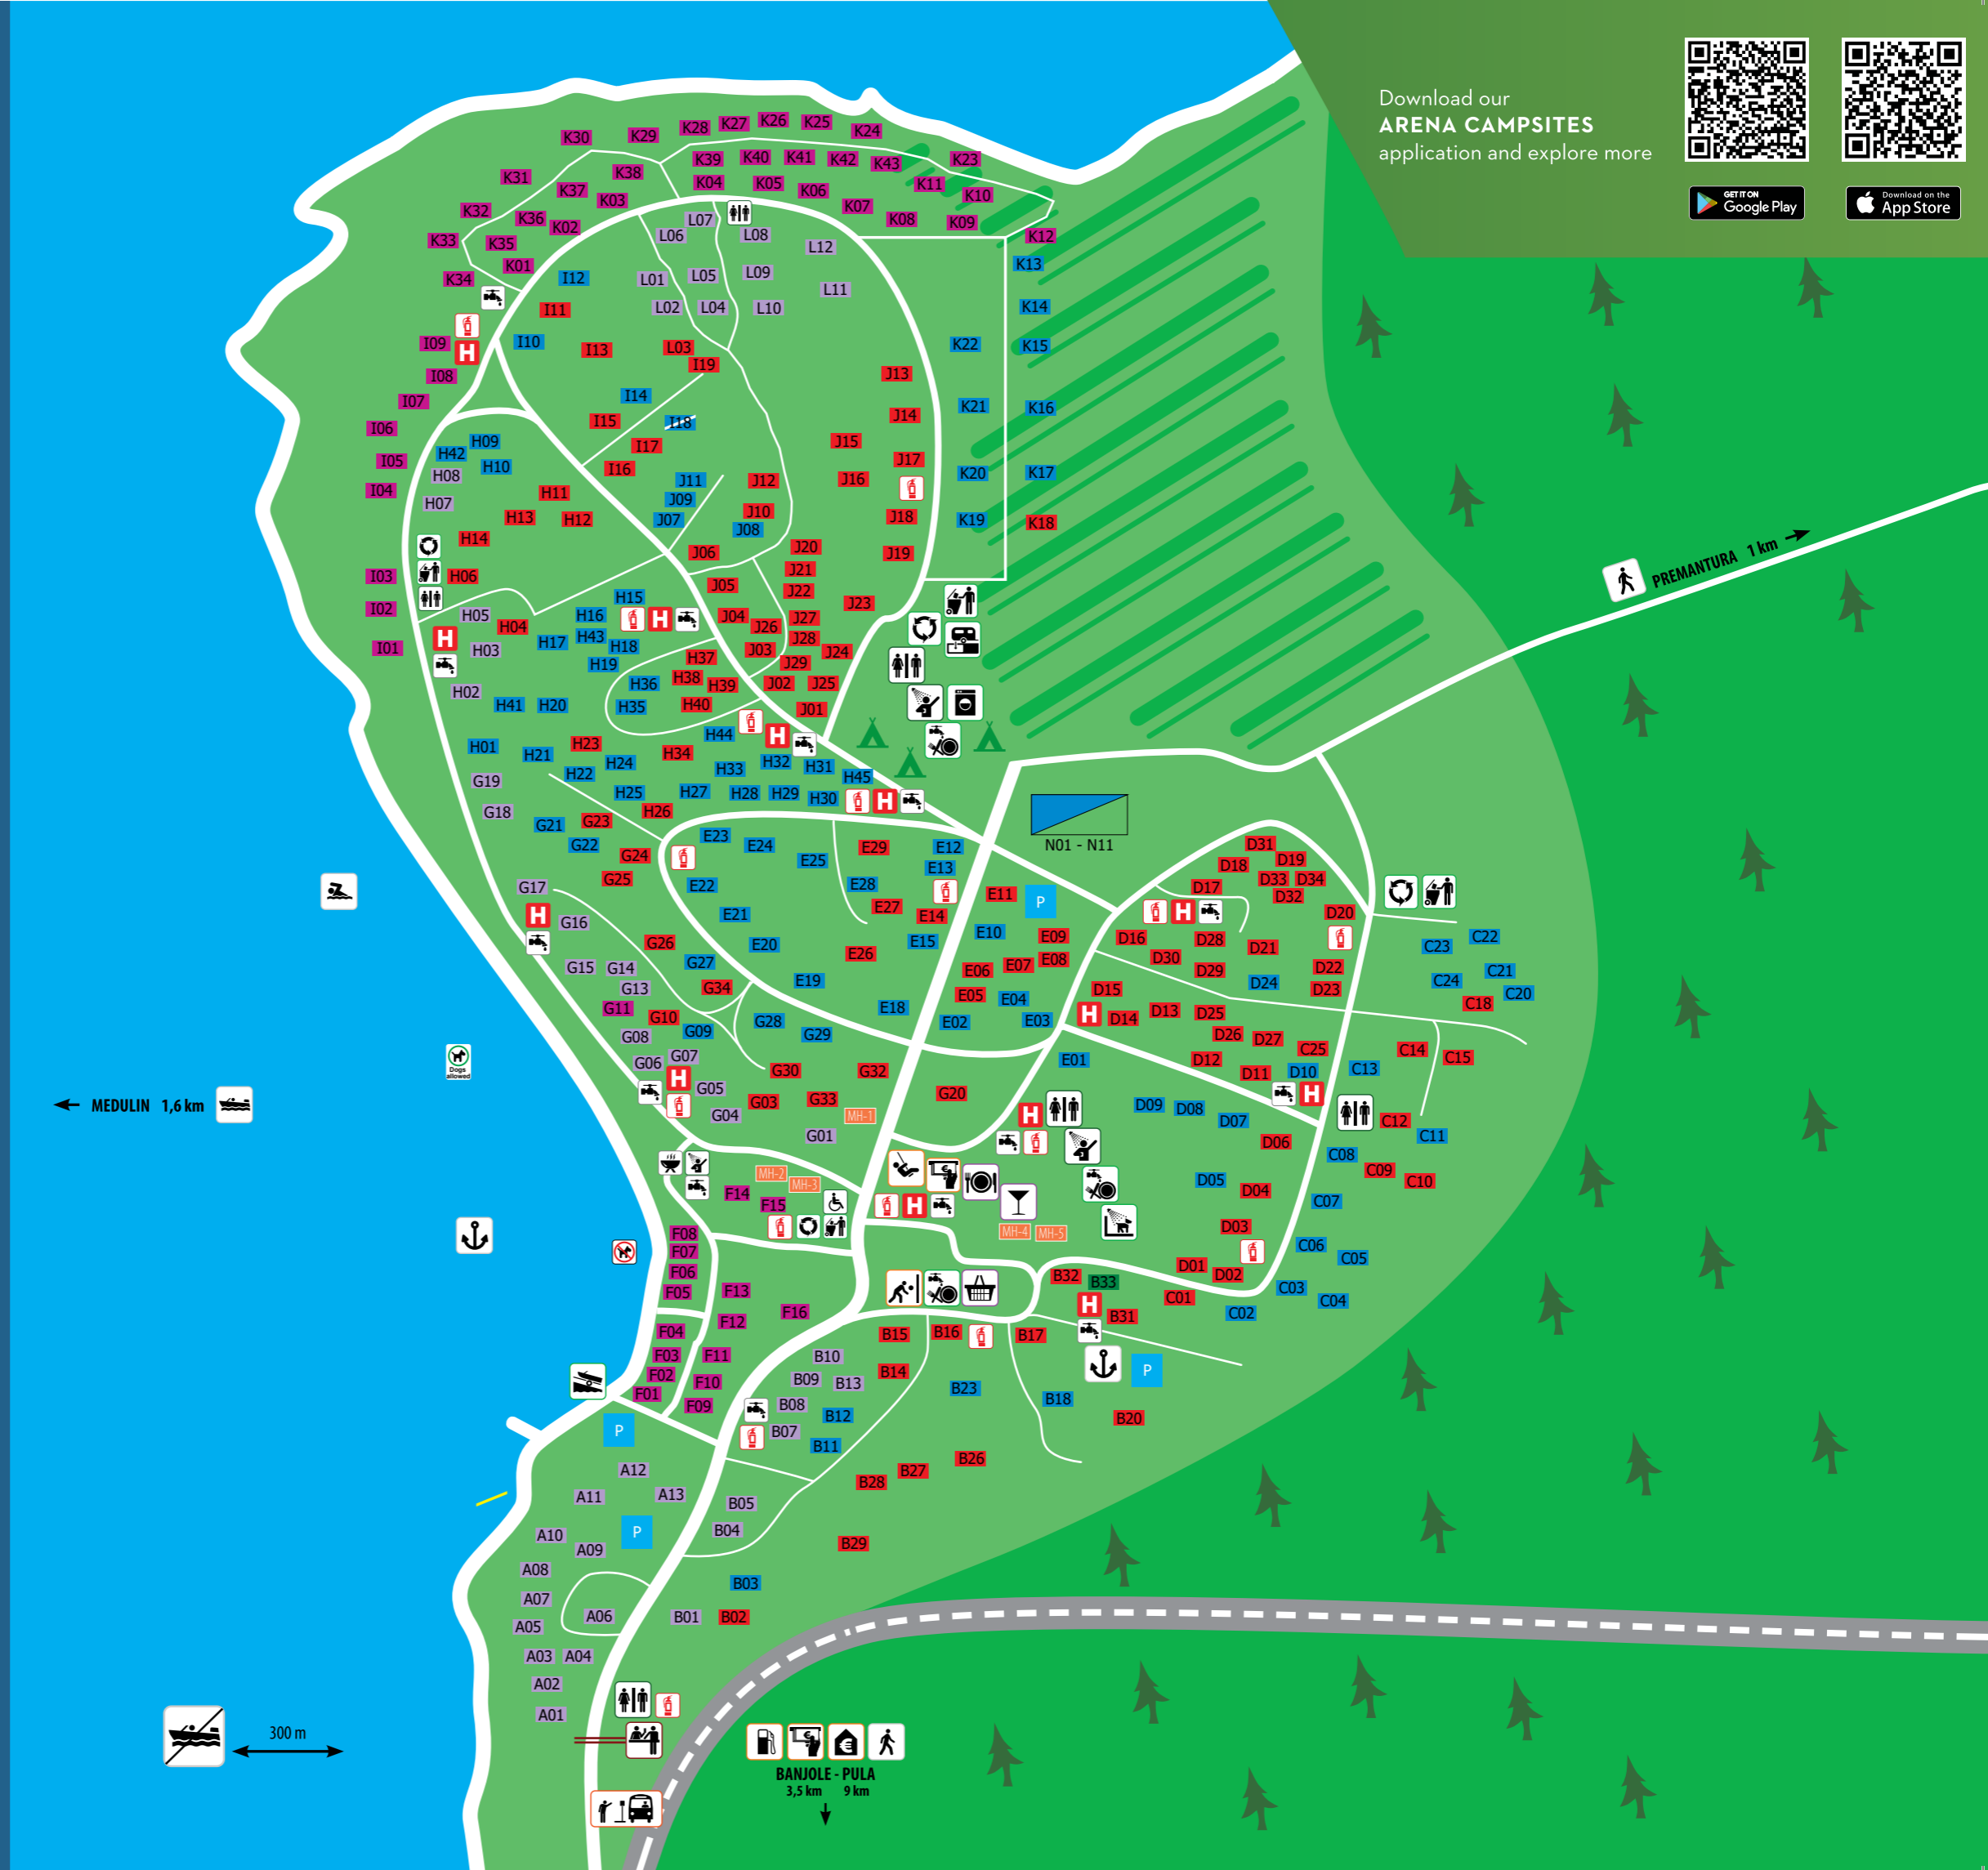 Download our
ARENA CAMPSITES
application and explore more
GET IT ON
Google Play
Download on the
App Store
K30 K29 K28 K27 K26 K25 K24
K39 K40 K41 K42 K43 K23
K31 K37 K38 K04 K05 K06 K11 K10
K32 K36 K03 K07 K08 K09
K33 K35 K02 L07 L06 L08 L12 K12
K34 K01 I12 L01 L05 L09 L11 K13
I11 L02 L04 L10 K14
I09 H I10 I13 L03 I19 K22 K15
I08 J13
I07 I14 K21 K16
I06 I15 I18 J14
H09 I17 J15
I05 H42 H10 I16 J17
H08 J11 J12 J16 K20 K17
I04 H07 H11 J09 J10
H13 H12 J07 J08 J18 K19 K18
H14 J06 J20 J19
I03 H06 J05 J21
H15 J22 J23
I02 H05 H04 H16 H J04 J26 J27
H H17 H43 H18 J28
I01 H03 H19 H37 J03 J29 J24
H02 H36 H38 H39 J02 J25
H41 H20 H35 H40 J01
H01 H21 H23 H34 H44 H
H22 H24 H33 H32 H31 H45
G19 H25 H27 H28 H29 H30 H
G18 H26
G21 G23 E23
G22 G24 E24 E25 E29 E12
G25 E22 E28 E13
N01 - N11
G17 E27 E11 P
H G16 E21 E14
G26 E20 E15 E10 E09
G15 G14 G27 E26 E06 E07 E08
G13 G34 E19 E05 E04
G11 G10 E18 E02 E03
G08 G09 G28 G29
G06 G07 G30 G32 E01
H G05 G03 G33 G20
G04 MH-1
G01 H
D31
D18 D19
D17 D33 D34
D32
H D20
D16 D28 D21 C23 C22
D30 D29 D22 C21
D15 D24 D23 C24 C20
H D14 D13 D25 C18
D26 D27 C25 C14 C15
D12 D11 D10 C13
H
D09 D08 D07 C12 C11
D06 C08
D05 D04 C09 C10
C07
D03 C06 C05
D01 D02 C03
C01 C02 C04
PREMANTURA 1 km
Dogs
allowed
MEDULIN 1,6 km
MH-2 MH-3
F14 F15 H
MH-4 MH-5
F08
F07
F06
F05 F13
F16
F12
F04
F03 F11
F02 F10
F01 F09
B32 B33
H B31
B15 B16 B17
B10 B14 P
B09 B13 B23 B18
B08 B12 B20
B07 B11
P
B26
B27
B28
A12
A11 A13 B05
A10 P B04
A09 B29
A08
A07 B03
A06 B01 B02
A05
A03 A04
A02
A01
300 m
BANJOLE - PULA
3,5 km 9 km